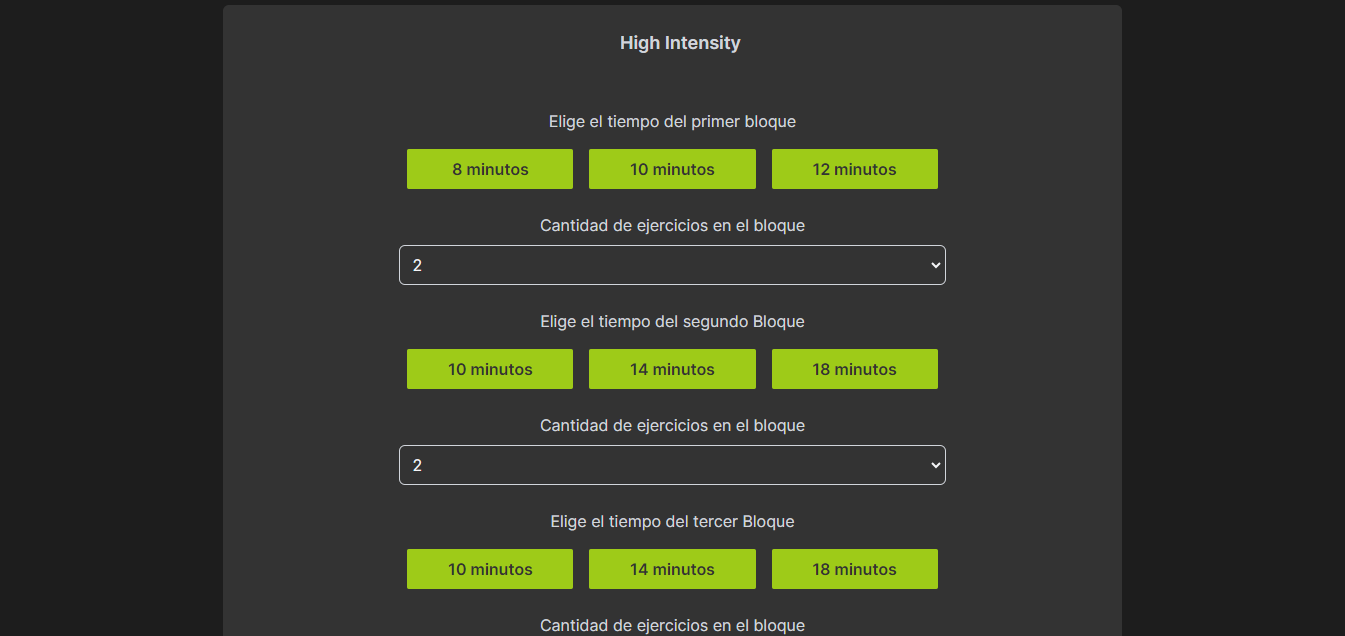 High Intensity
Elige el tiempo del primer bloque
8 minutos 10 minutos 12 minutos
Cantidad de ejercicios en el bloque
2
Elige el tiempo del segundo Bloque
10 minutos 14 minutos 18 minutos
Cantidad de ejercicios en el bloque
2
Elige el tiempo del tercer Bloque
10 minutos 14 minutos 18 minutos
Cantidad de ejercicios en el bloque